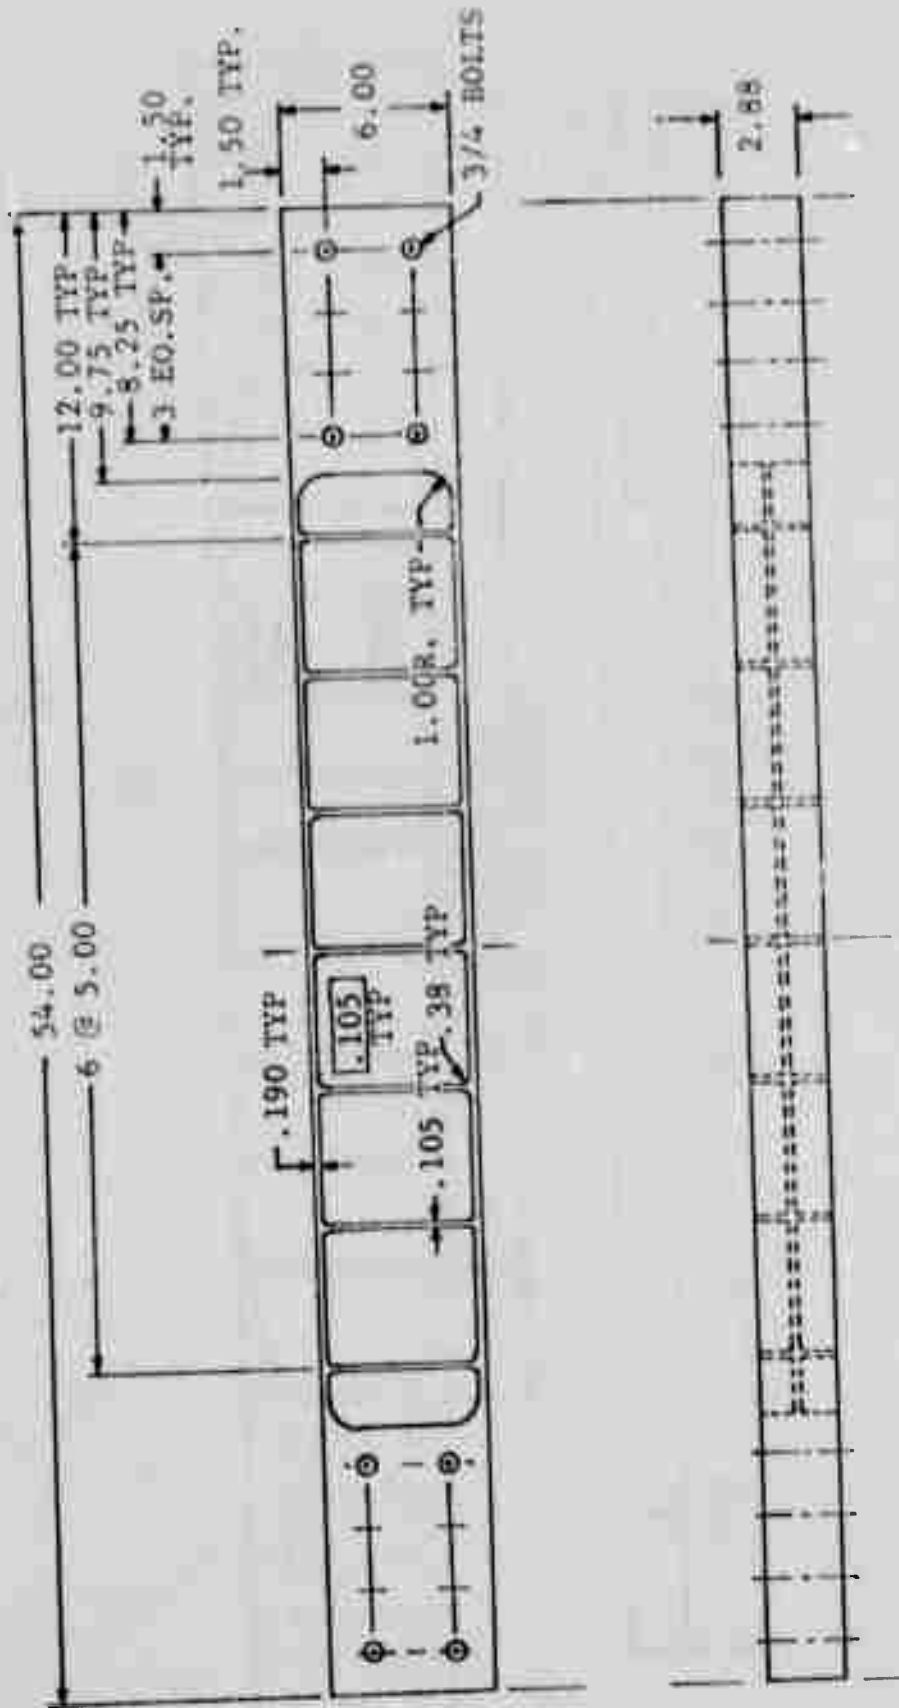 54.00
6 @ 5.00
12.00 TYP
9.75 TYP
8.25 TYP
3 EQ.SP.
1.50
TYP.
1.50 TYP.
6.00
3/4 BOLTS
.190 TYP
.105
TYP
.105 TYP
.38 TYP
1.00R. TYP
2.88